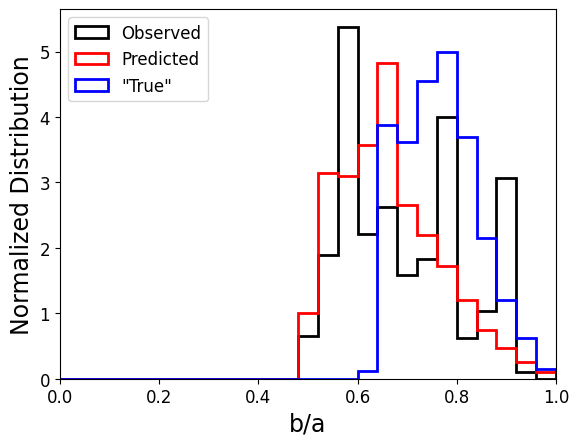 Observed
Predicted
"True"
Normalized Distribution
5
4
3
2
1
0
0.0 0.2 0.4 0.6 0.8 1.0
b/a